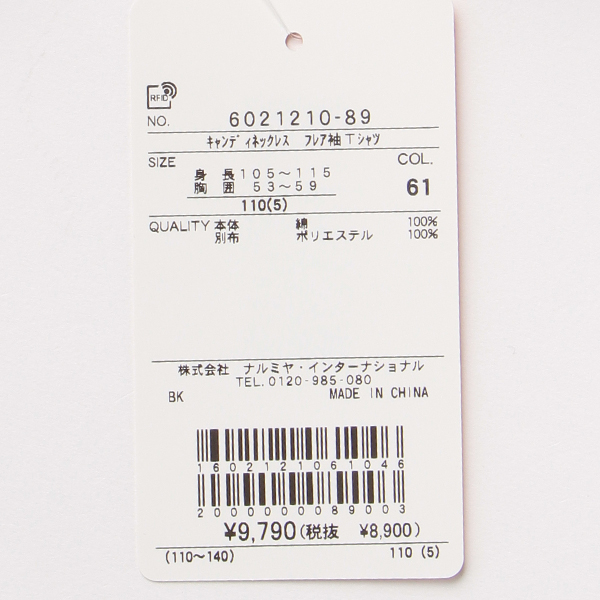 RFID
NO. 6021210-89
キャンディネックレス フレア袖Tシャツ
SIZE COL.
身 長 105～115
胸 囲 53～59 61
110(5)
QUALITY 本体 綿 100%
別布 ポリエステル 100%
株式会社 ナルミヤ・インターナショナル
TEL.0120-985-080
BK MADE IN CHINA
1602121061046
2000000089003
¥9,790(税抜 ¥8,900)
(110～140) 110 (5)